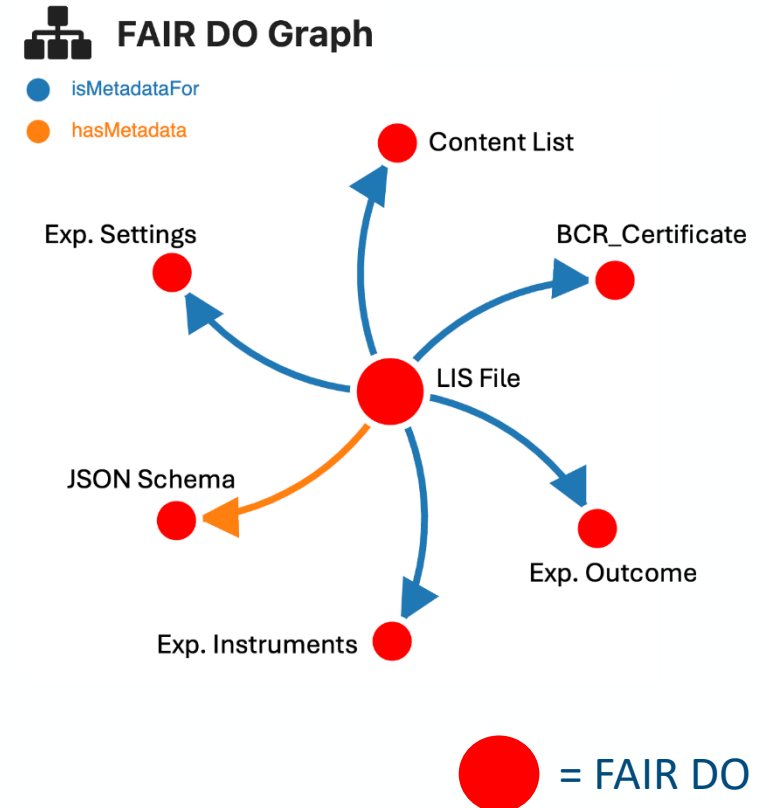 FAIR DO Graph
isMetadataFor
hasMetadata
Content List
Exp. Settings
BCR_Certificate
LIS File
JSON Schema
Exp. Outcome
Exp. Instruments
= FAIR DO